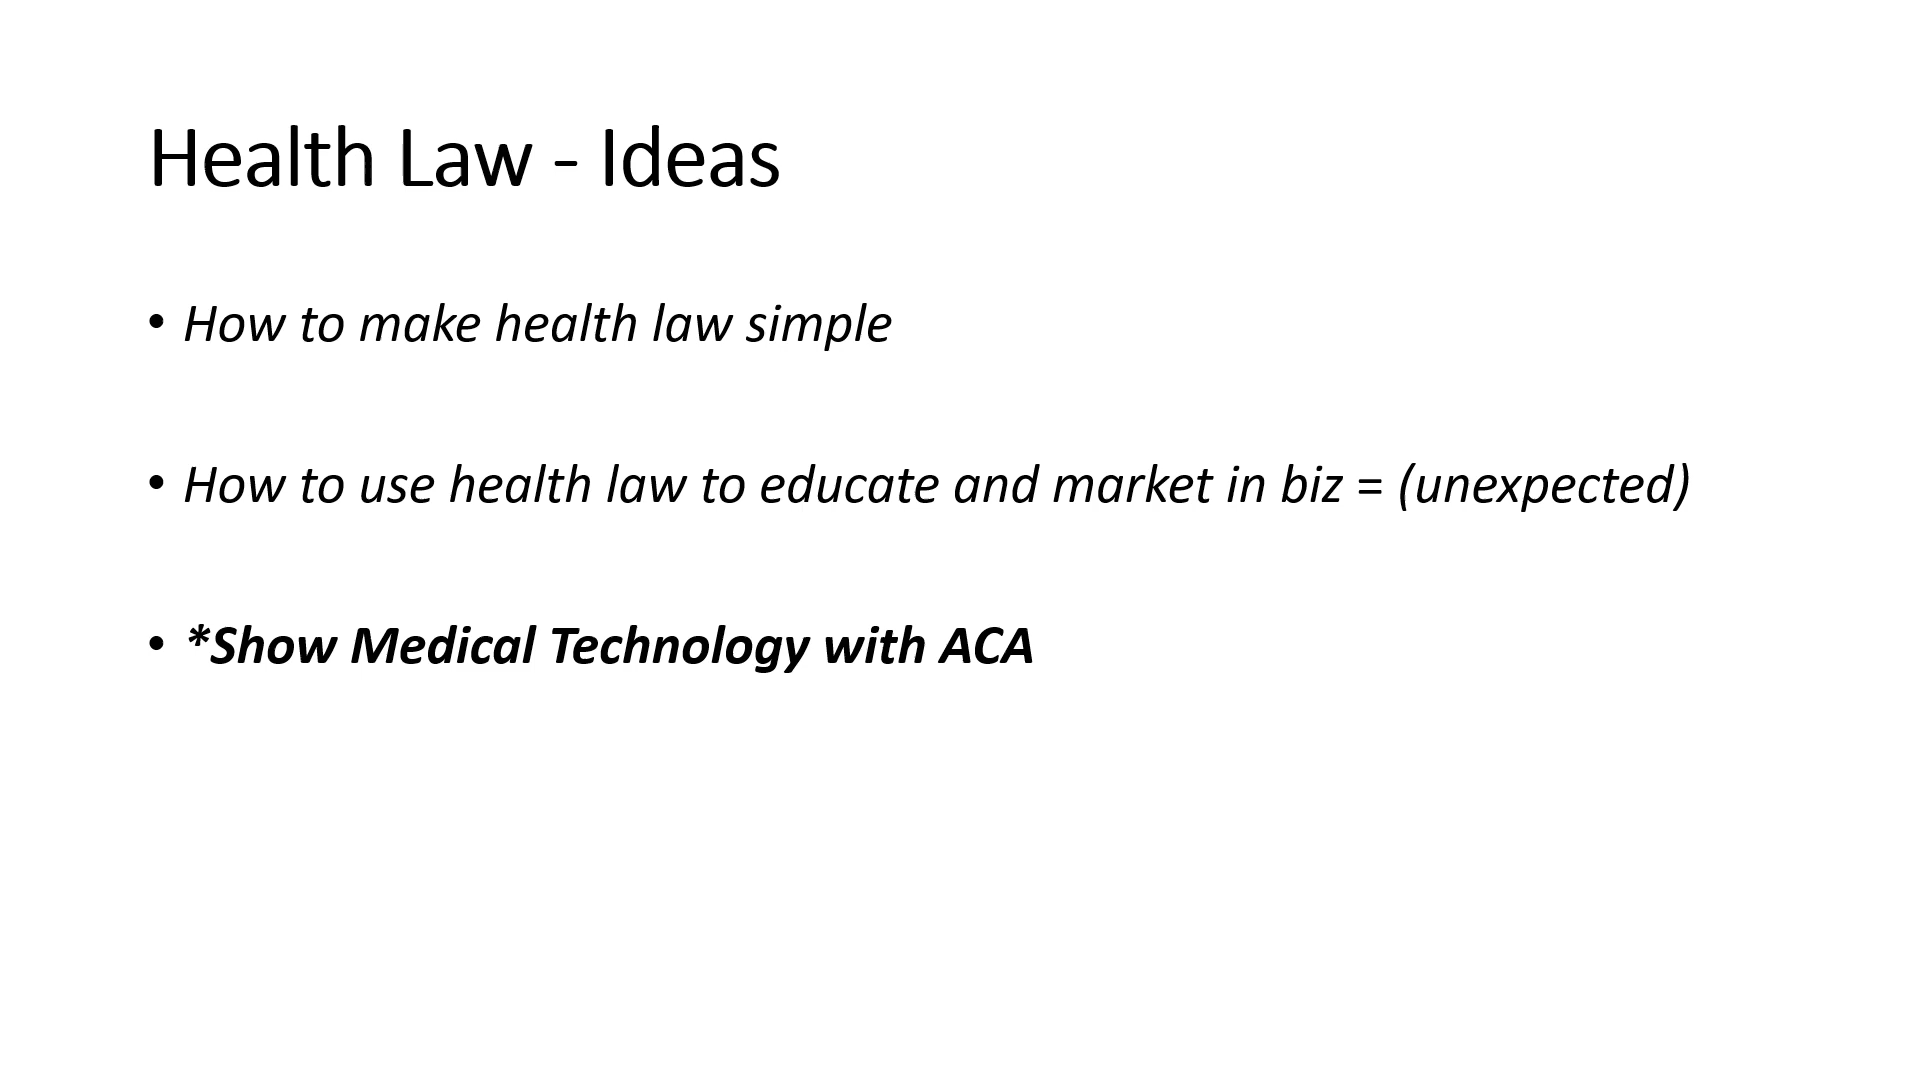 Health Law - Ideas
• How to make health law simple
• How to use health law to educate and market in biz = (unexpected)
• *Show Medical Technology with ACA